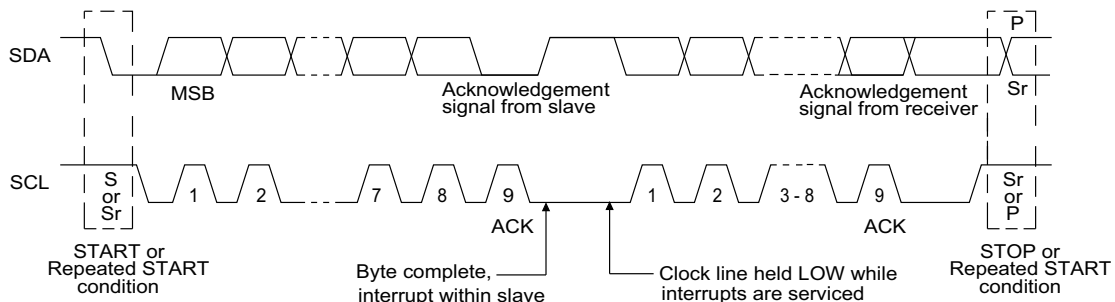 P
SDA
MSB
Acknowledgement
signal from slave
Acknowledgement
signal from receiver
Sr
SCL
S
or
Sr
1
2
7
8
9
1
2
3 - 8
9
Sr
or
P
ACK
ACK
START or
Repeated START
condition
Byte complete,
interrupt within slave
Clock line held LOW while
interrupts are serviced
STOP or
Repeated START
condition